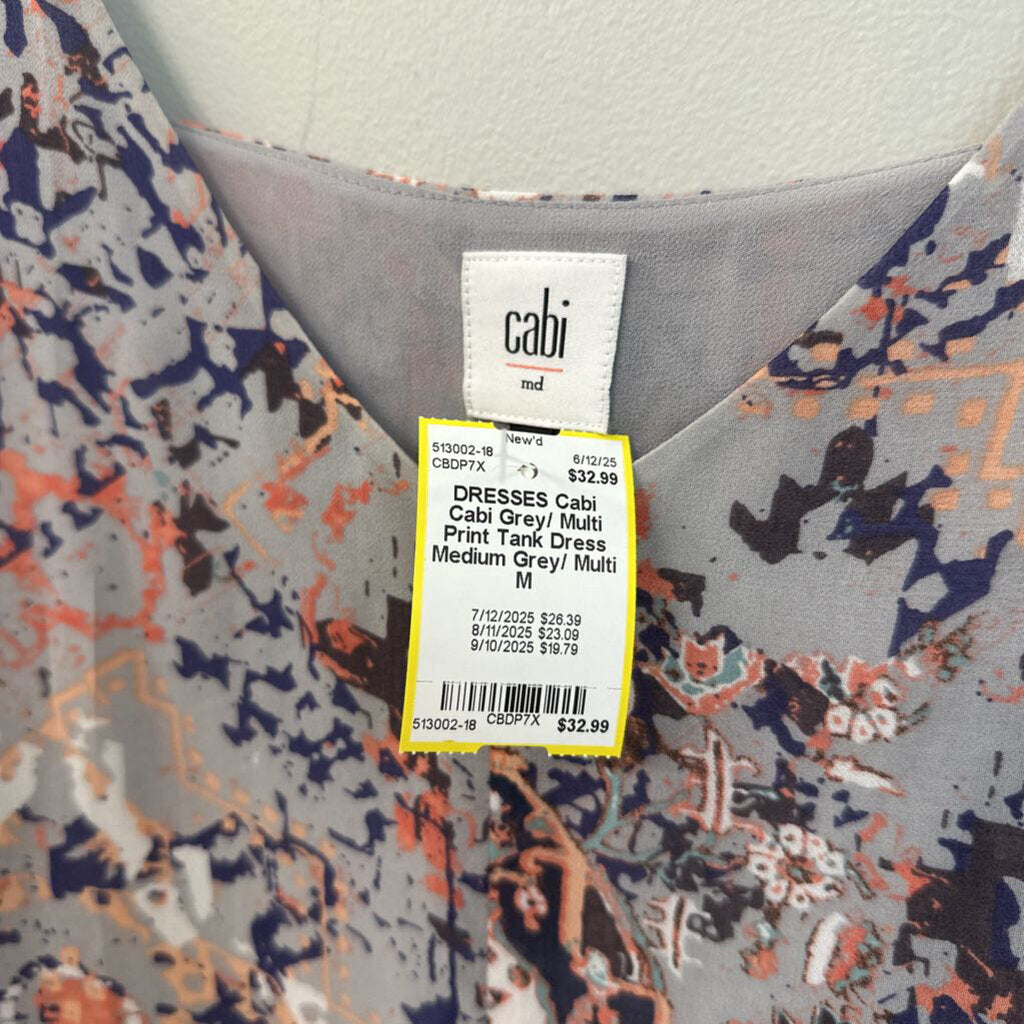 cabi
md
New'd
513002-18 6/12/25
CBDP7X $32.99
DRESSES Cabi
Cabi Grey/ Multi
Print Tank Dress
Medium Grey/ Multi
M
7/12/2025 $26.39
8/11/2025 $23.09
9/10/2025 $19.79
513002-18 CBDP7X $32.99